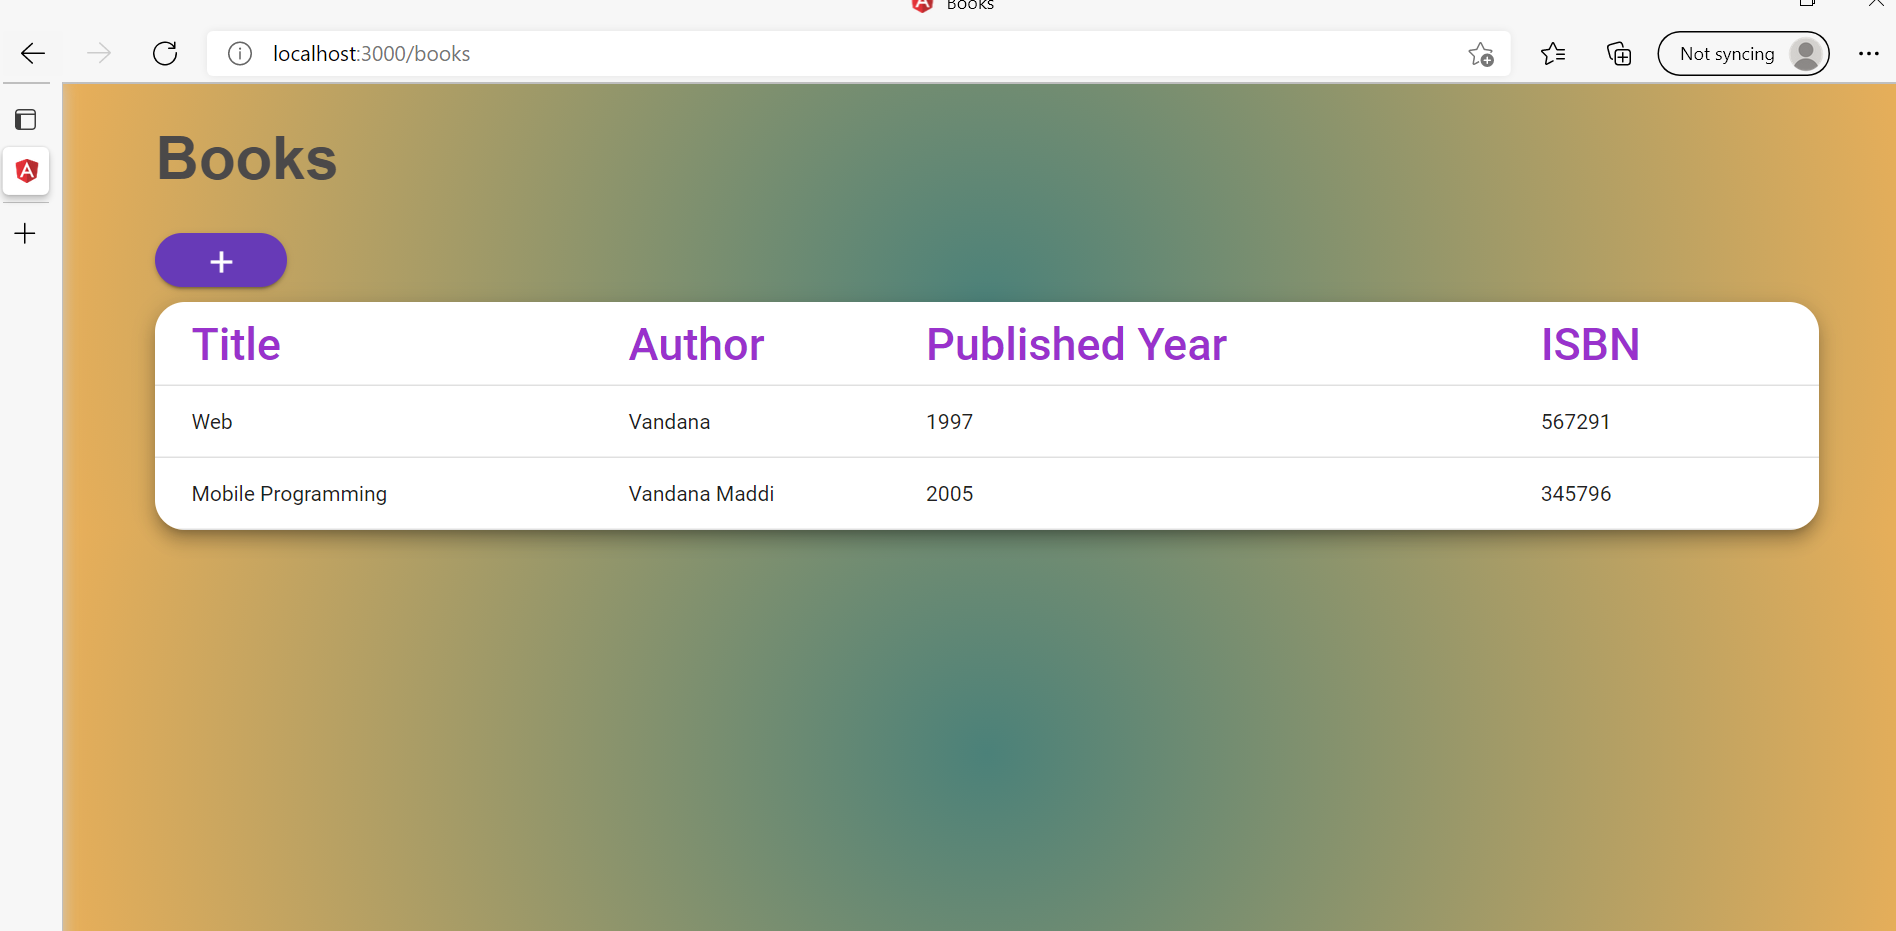 Books
localhost:3000/books
Not syncing
Books
+
Title Author Published Year ISBN
Web Vandana 1997 567291
Mobile Programming Vandana Maddi 2005 345796